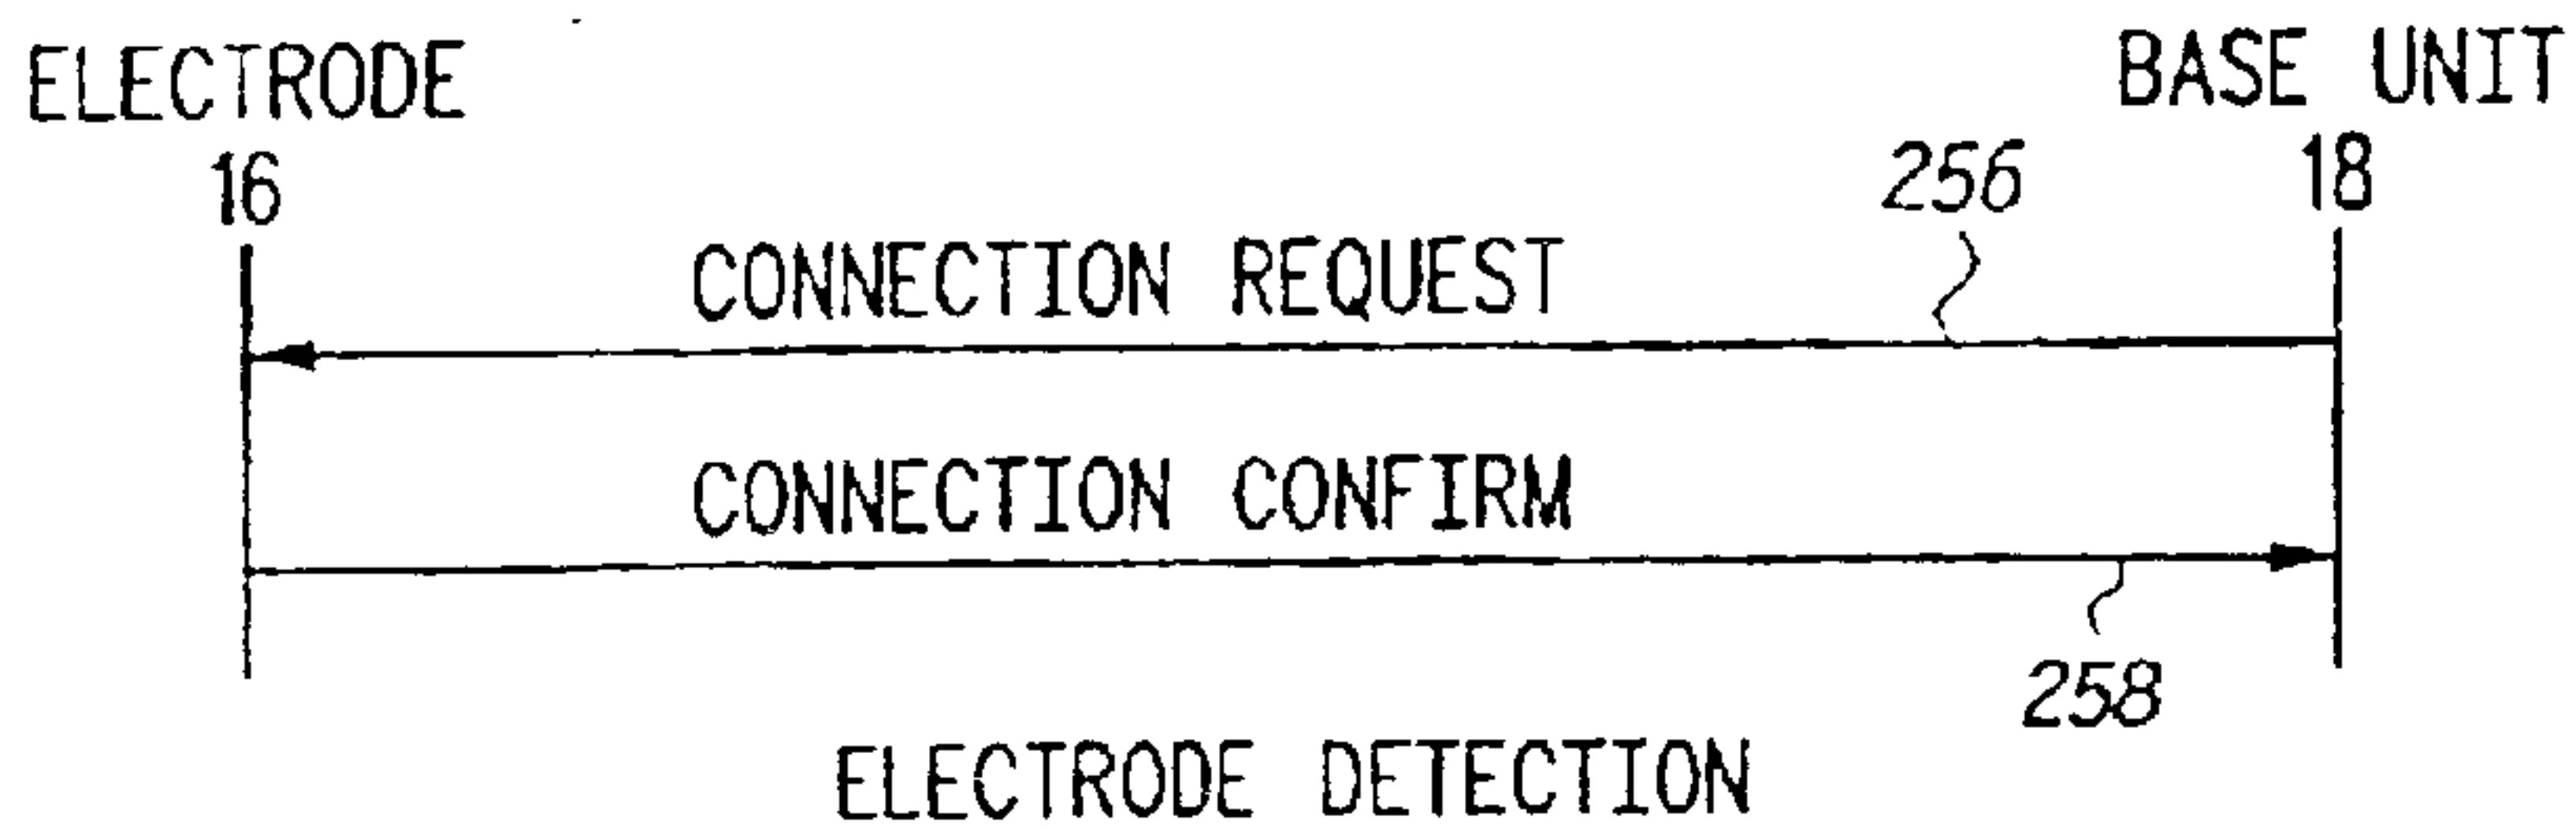 ELECTRODE
16
BASE UNIT
18
256
CONNECTION REQUEST
CONNECTION CONFIRM
258
ELECTRODE DETECTION